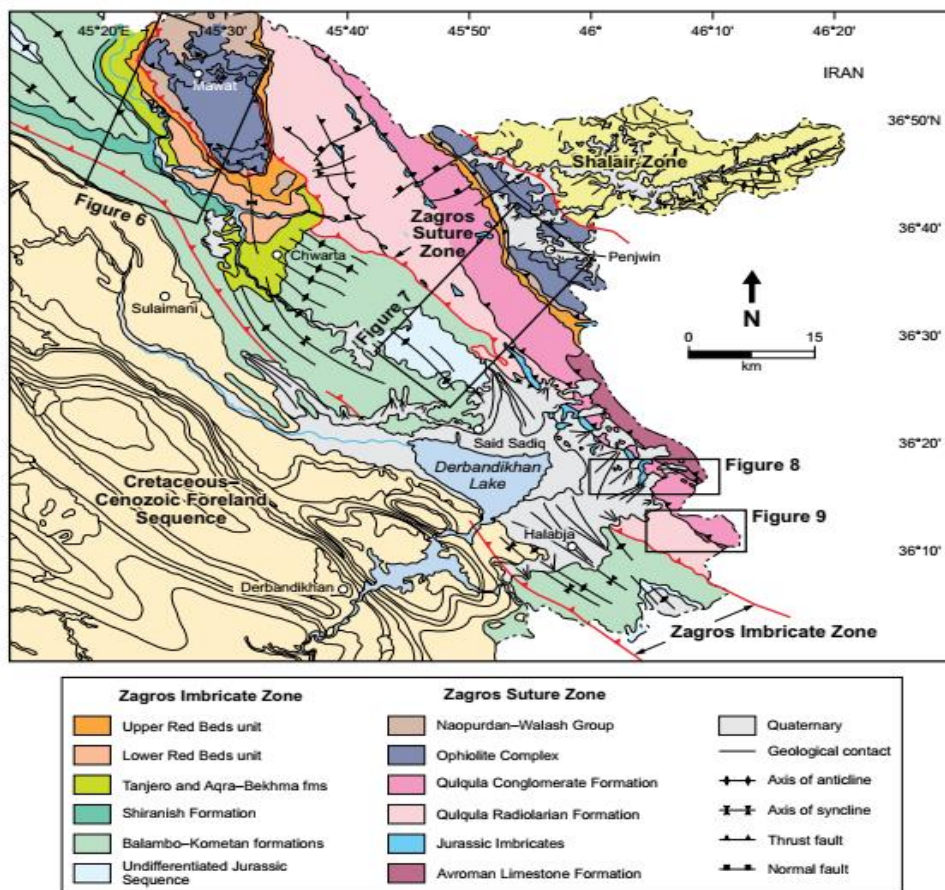 45°20'E
45°30'
45°50'
46°
46°10'
IRAN
Mawat
36°50'N
Shalair Zone
Figure 6
Zagros
Suture
Zone
36°40'
Chwarta
Penjwin
Sulaimani
Figure 7
N
36°30'
0
15
km
Said Sadiq
36°20'
Derbandikhan
Lake
Figure 8
Cretaceous–
Cenozoic Foreland
Sequence
Figure 9
Halabja
36°10'
Derbandikhan
Zagros Imbricate Zone
Zagros Imbricate Zone
Upper Red Beds unit
Lower Red Beds unit
Tanjero and Aqra–Bekhma fms
Shiranish Formation
Balambo–Kometan formations
Undifferentiated Jurassic
Sequence
Zagros Suture Zone
Naopurdan–Walash Group
Ophiolite Complex
Qulqula Conglomerate Formation
Qulqula Radiolarian Formation
Jurassic Imbricates
Avroman Limestone Formation
Quaternary
Geological contact
Axis of anticline
Axis of syncline
Thrust fault
Normal fault